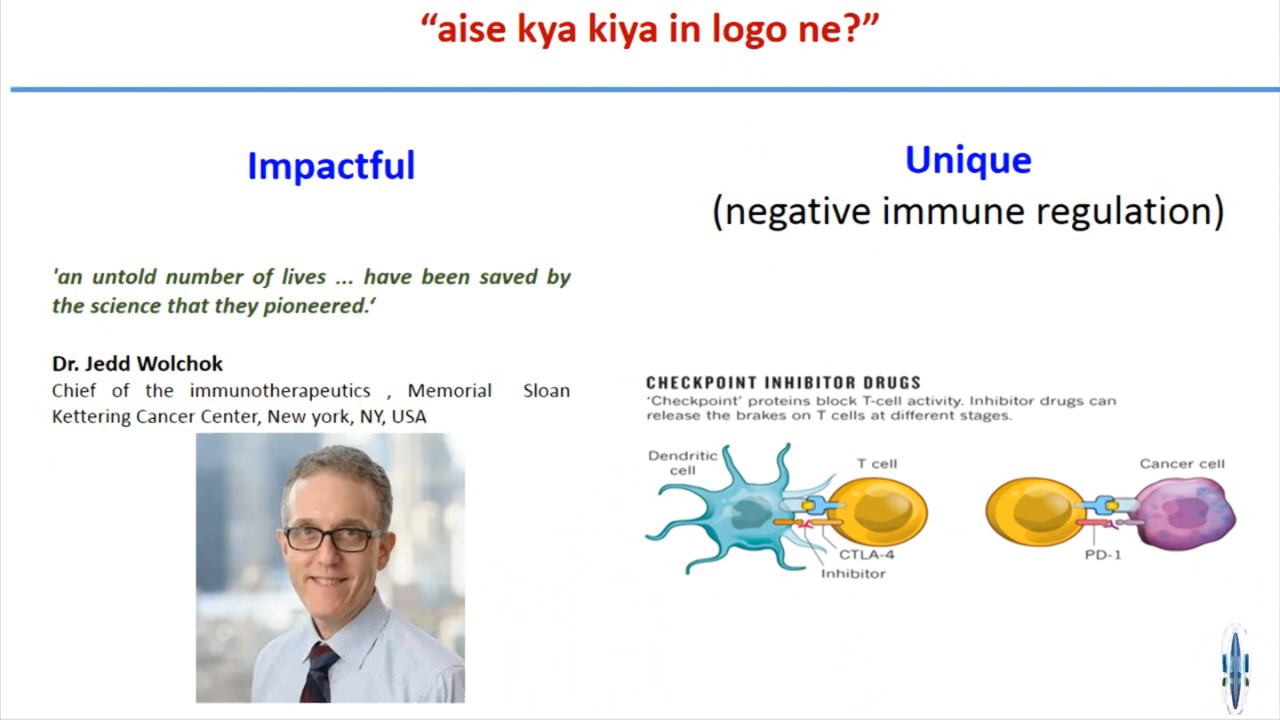 “aise kya kiya in logo ne?”
Impactful
'an untold number of lives ... have been saved by
the science that they pioneered.‘
Dr. Jedd Wolchok
Chief of the immunotherapeutics , Memorial Sloan
Kettering Cancer Center, New york, NY, USA
Unique
(negative immune regulation)
CHECKPOINT INHIBITOR DRUGS
'Checkpoint' proteins block T-cell activity. Inhibitor drugs can
release the brakes on T cells at different stages.
Dendritic
cell
T cell
CTLA-4
Inhibitor
Cancer cell
PD-1